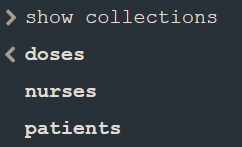 > show collections
< doses
nurses
patients